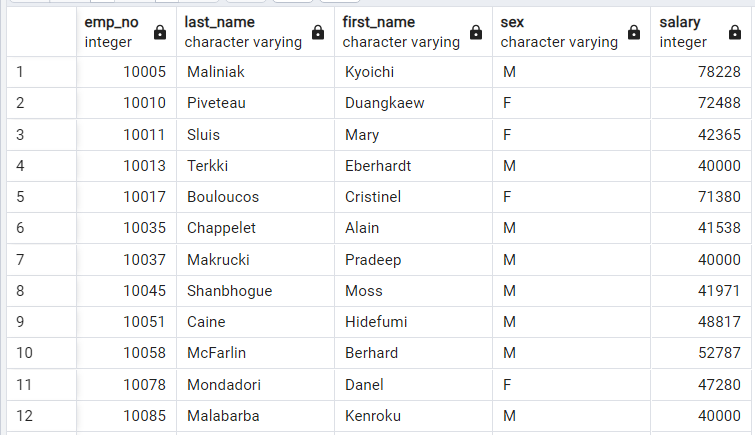 emp_no last_name first_name sex salary
integer character varying character varying character varying integer
1 10005 Maliniak Kyoichi M 78228
2 10010 Piveteau Duangkaew F 72488
3 10011 Sluis Mary F 42365
4 10013 Terkki Eberhardt M 40000
5 10017 Bouloucos Cristinel F 71380
6 10035 Chappelet Alain M 41538
7 10037 Makrucki Pradeep M 40000
8 10045 Shanbhogue Moss M 41971
9 10051 Caine Hidefumi M 48817
10 10058 McFarlin Berhard M 52787
11 10078 Mondadori Danel F 47280
12 10085 Malabarba Kenroku M 40000